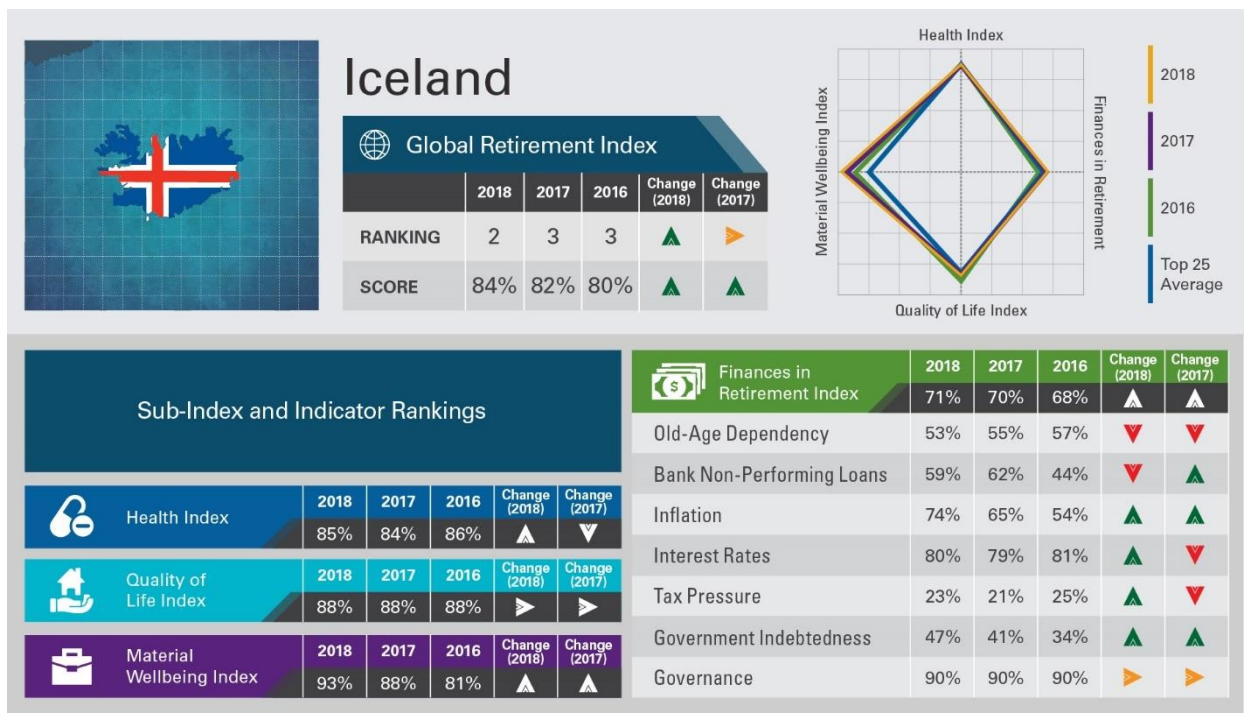 Iceland
Global Retirement Index
2018 2017 2016 Change (2018) Change (2017)
RANKING 2 3 3
SCORE 84% 82% 80%
Health Index
Material Wellbeing Index
Finances in Retirement
Quality of Life Index
2018
2017
2016
Top 25
Average
Sub-Index and Indicator Rankings
Health Index
2018 2017 2016 Change (2018) Change (2017)
85% 84% 86%
Quality of
Life Index
2018 2017 2016 Change (2018) Change (2017)
88% 88% 88%
Material
Wellbeing Index
2018 2017 2016 Change (2018) Change (2017)
93% 88% 81%
Finances in
Retirement Index
2018 2017 2016 Change (2018) Change (2017)
71% 70% 68%
Old-Age Dependency 53% 55% 57%
Bank Non-Performing Loans 59% 62% 44%
Inflation 74% 65% 54%
Interest Rates 80% 79% 81%
Tax Pressure 23% 21% 25%
Government Indebtedness 47% 41% 34%
Governance 90% 90% 90%